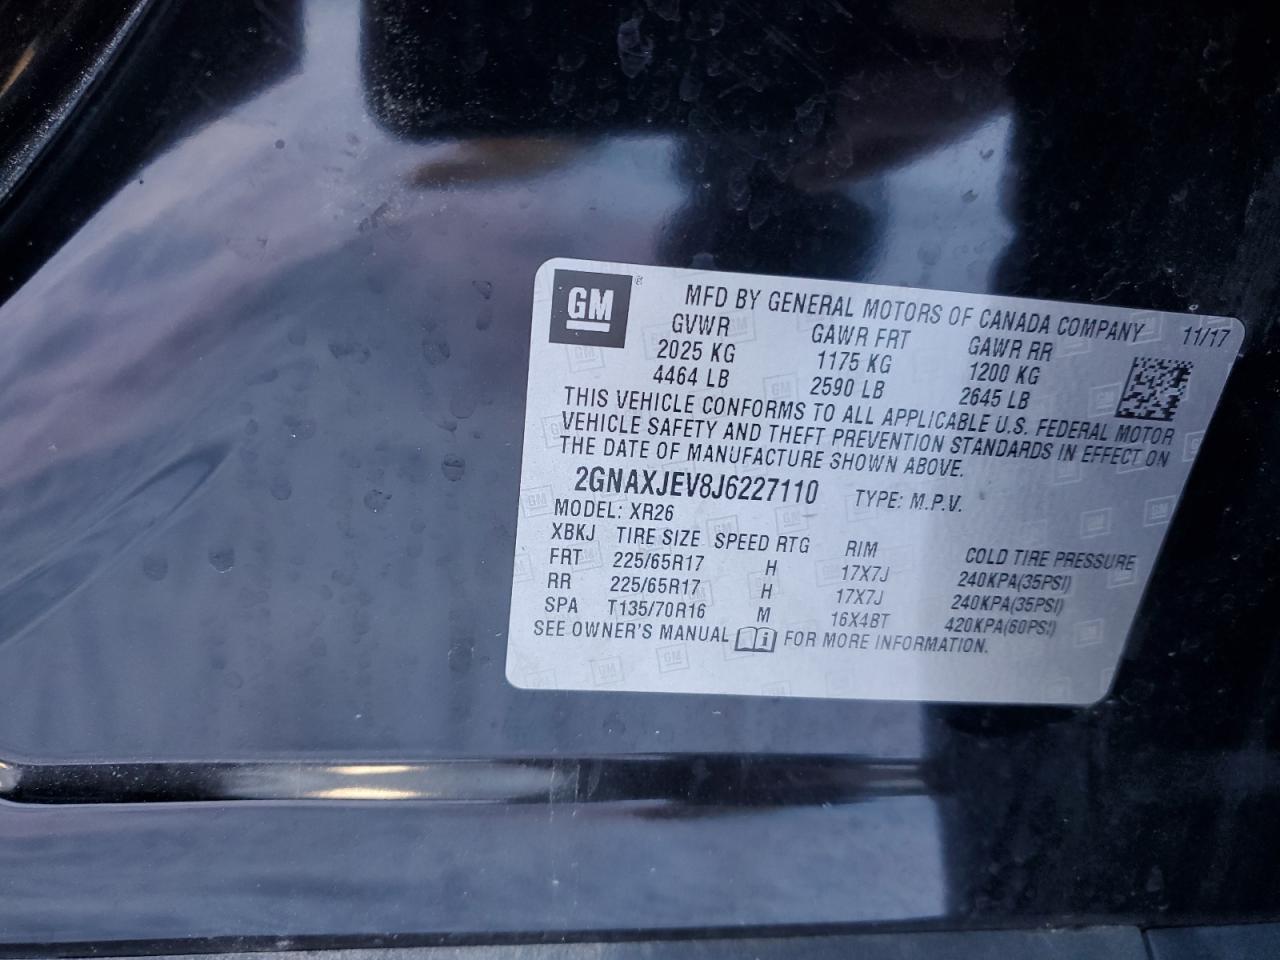 GM
MFD BY GENERAL MOTORS OF CANADA COMPANY 11/17
GVWR GAWR FRT GAWR RR
2025 KG 1175 KG 1200 KG
4464 LB 2590 LB 2645 LB
THIS VEHICLE CONFORMS TO ALL APPLICABLE U.S. FEDERAL MOTOR
VEHICLE SAFETY AND THEFT PREVENTION STANDARDS IN EFFECT ON
THE DATE OF MANUFACTURE SHOWN ABOVE.
2GNAXJEV8J6227110 TYPE: M.P.V.
MODEL: XR26
XBKJ TIRE SIZE SPEED RTG RIM COLD TIRE PRESSURE
FRT 225/65R17 H 17X7J 240KPA(35PSI)
RR 225/65R17 H 17X7J 240KPA(35PSI)
SPA T135/70R16 M 16X4BT 420KPA(60PSI)
SEE OWNER'S MANUAL i FOR MORE INFORMATION.